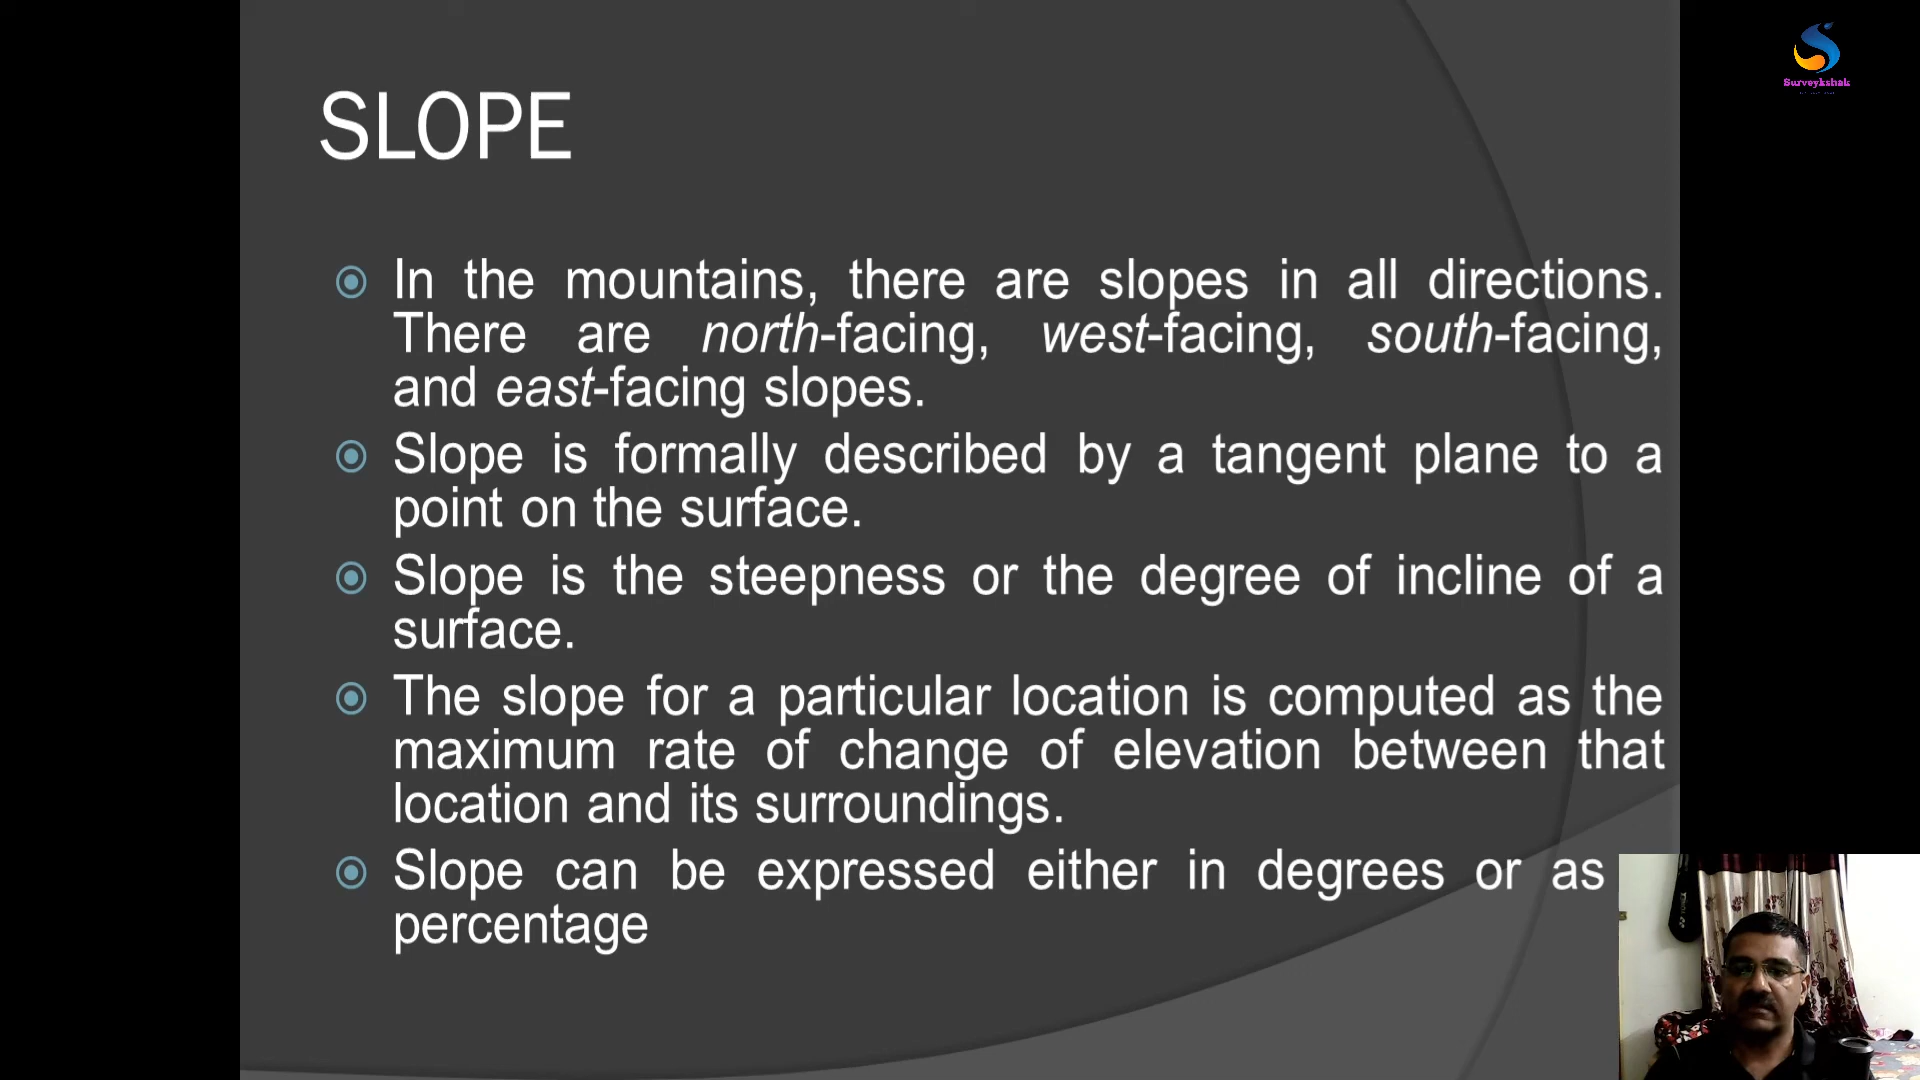 SLOPE
In the mountains, there are slopes in all directions.
There are north-facing, west-facing, south-facing,
and east-facing slopes.
Slope is formally described by a tangent plane to a
point on the surface.
Slope is the steepness or the degree of incline of a
surface.
The slope for a particular location is computed as the
maximum rate of change of elevation between that
location and its surroundings.
Slope can be expressed either in degrees or as
percentage
Surveykshak
YONEX